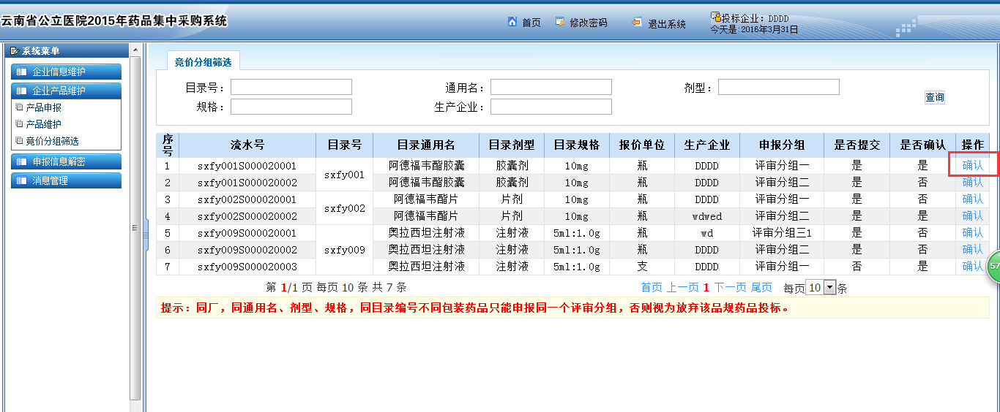 云南省公立医院2015年药品集中采购系统
首页 修改密码 退出系统 投标企业：DDDD
今天是:2016年3月31日
系统菜单
企业信息维护
企业产品维护
产品申报
产品维护
竞价分组筛选
申报信息解密
消息管理
竞价分组筛选
目录号： 通用名： 剂型：
规格： 生产企业：
查询
序号 流水号 目录号 目录通用名 目录剂型 目录规格 报价单位 生产企业 申报分组 是否提交 是否确认 操作
1 sxfy001S000020001 sxfy001 阿德福韦酯胶囊 胶囊剂 10mg 瓶 DDDD 评审分组一 是 是 确认
2 sxfy001S000020002 阿德福韦酯胶囊 胶囊剂 10mg 瓶 DDDD 评审分组二 是 否 确认
3 sxfy002S000020001 sxfy002 阿德福韦酯片 片剂 10mg 瓶 DDDD 评审分组一 是 否 确认
4 sxfy002S000020002 阿德福韦酯片 片剂 10mg 瓶 wdwed 评审分组二 是 否 确认
5 sxfy009S000020001 sxfy009 奥拉西坦注射液 注射液 5ml:1.0g 瓶 wd 评审分组三1 是 否 确认
6 sxfy009S000020002 奥拉西坦注射液 注射液 5ml:1.0g 瓶 DDDD 评审分组二 是 否 确认
7 sxfy009S000020003 奥拉西坦注射液 注射液 5ml:1.0g 支 DDDD 评审分组一 否 是 确认
57
第 1/1 页 每页 10 条 共 7 条 首页 上一页 1 下一页 尾页 每页 10 条
提示：同厂，同通用名、剂型、规格，同目录编号不同包装药品只能申报同一个评审分组，否则视为放弃该品规药品投标。